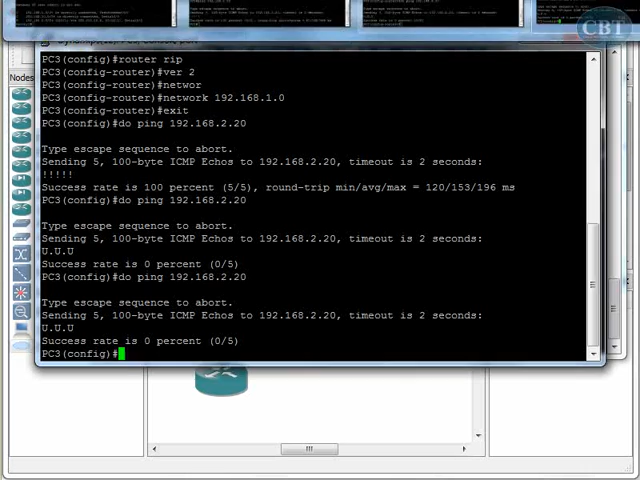 CBT
PC3(config)#router rip
Nodes
PC3(config-router)#ver 2
PC3(config-router)#networ
PC3(config-router)#network 192.168.1.0
PC3(config-router)#exit
PC3(config)#do ping 192.168.2.20
Type escape sequence to abort.
Sending 5, 100-byte ICMP Echos to 192.168.2.20, timeout is 2 seconds:
!!!!!
Success rate is 100 percent (5/5), round-trip min/avg/max = 120/153/196 ms
PC3(config)#do ping 192.168.2.20
Type escape sequence to abort.
Sending 5, 100-byte ICMP Echos to 192.168.2.20, timeout is 2 seconds:
U.U.U
Success rate is 0 percent (0/5)
PC3(config)#do ping 192.168.2.20
Type escape sequence to abort.
Sending 5, 100-byte ICMP Echos to 192.168.2.20, timeout is 2 seconds:
U.U.U
Success rate is 0 percent (0/5)
PC3(config)#